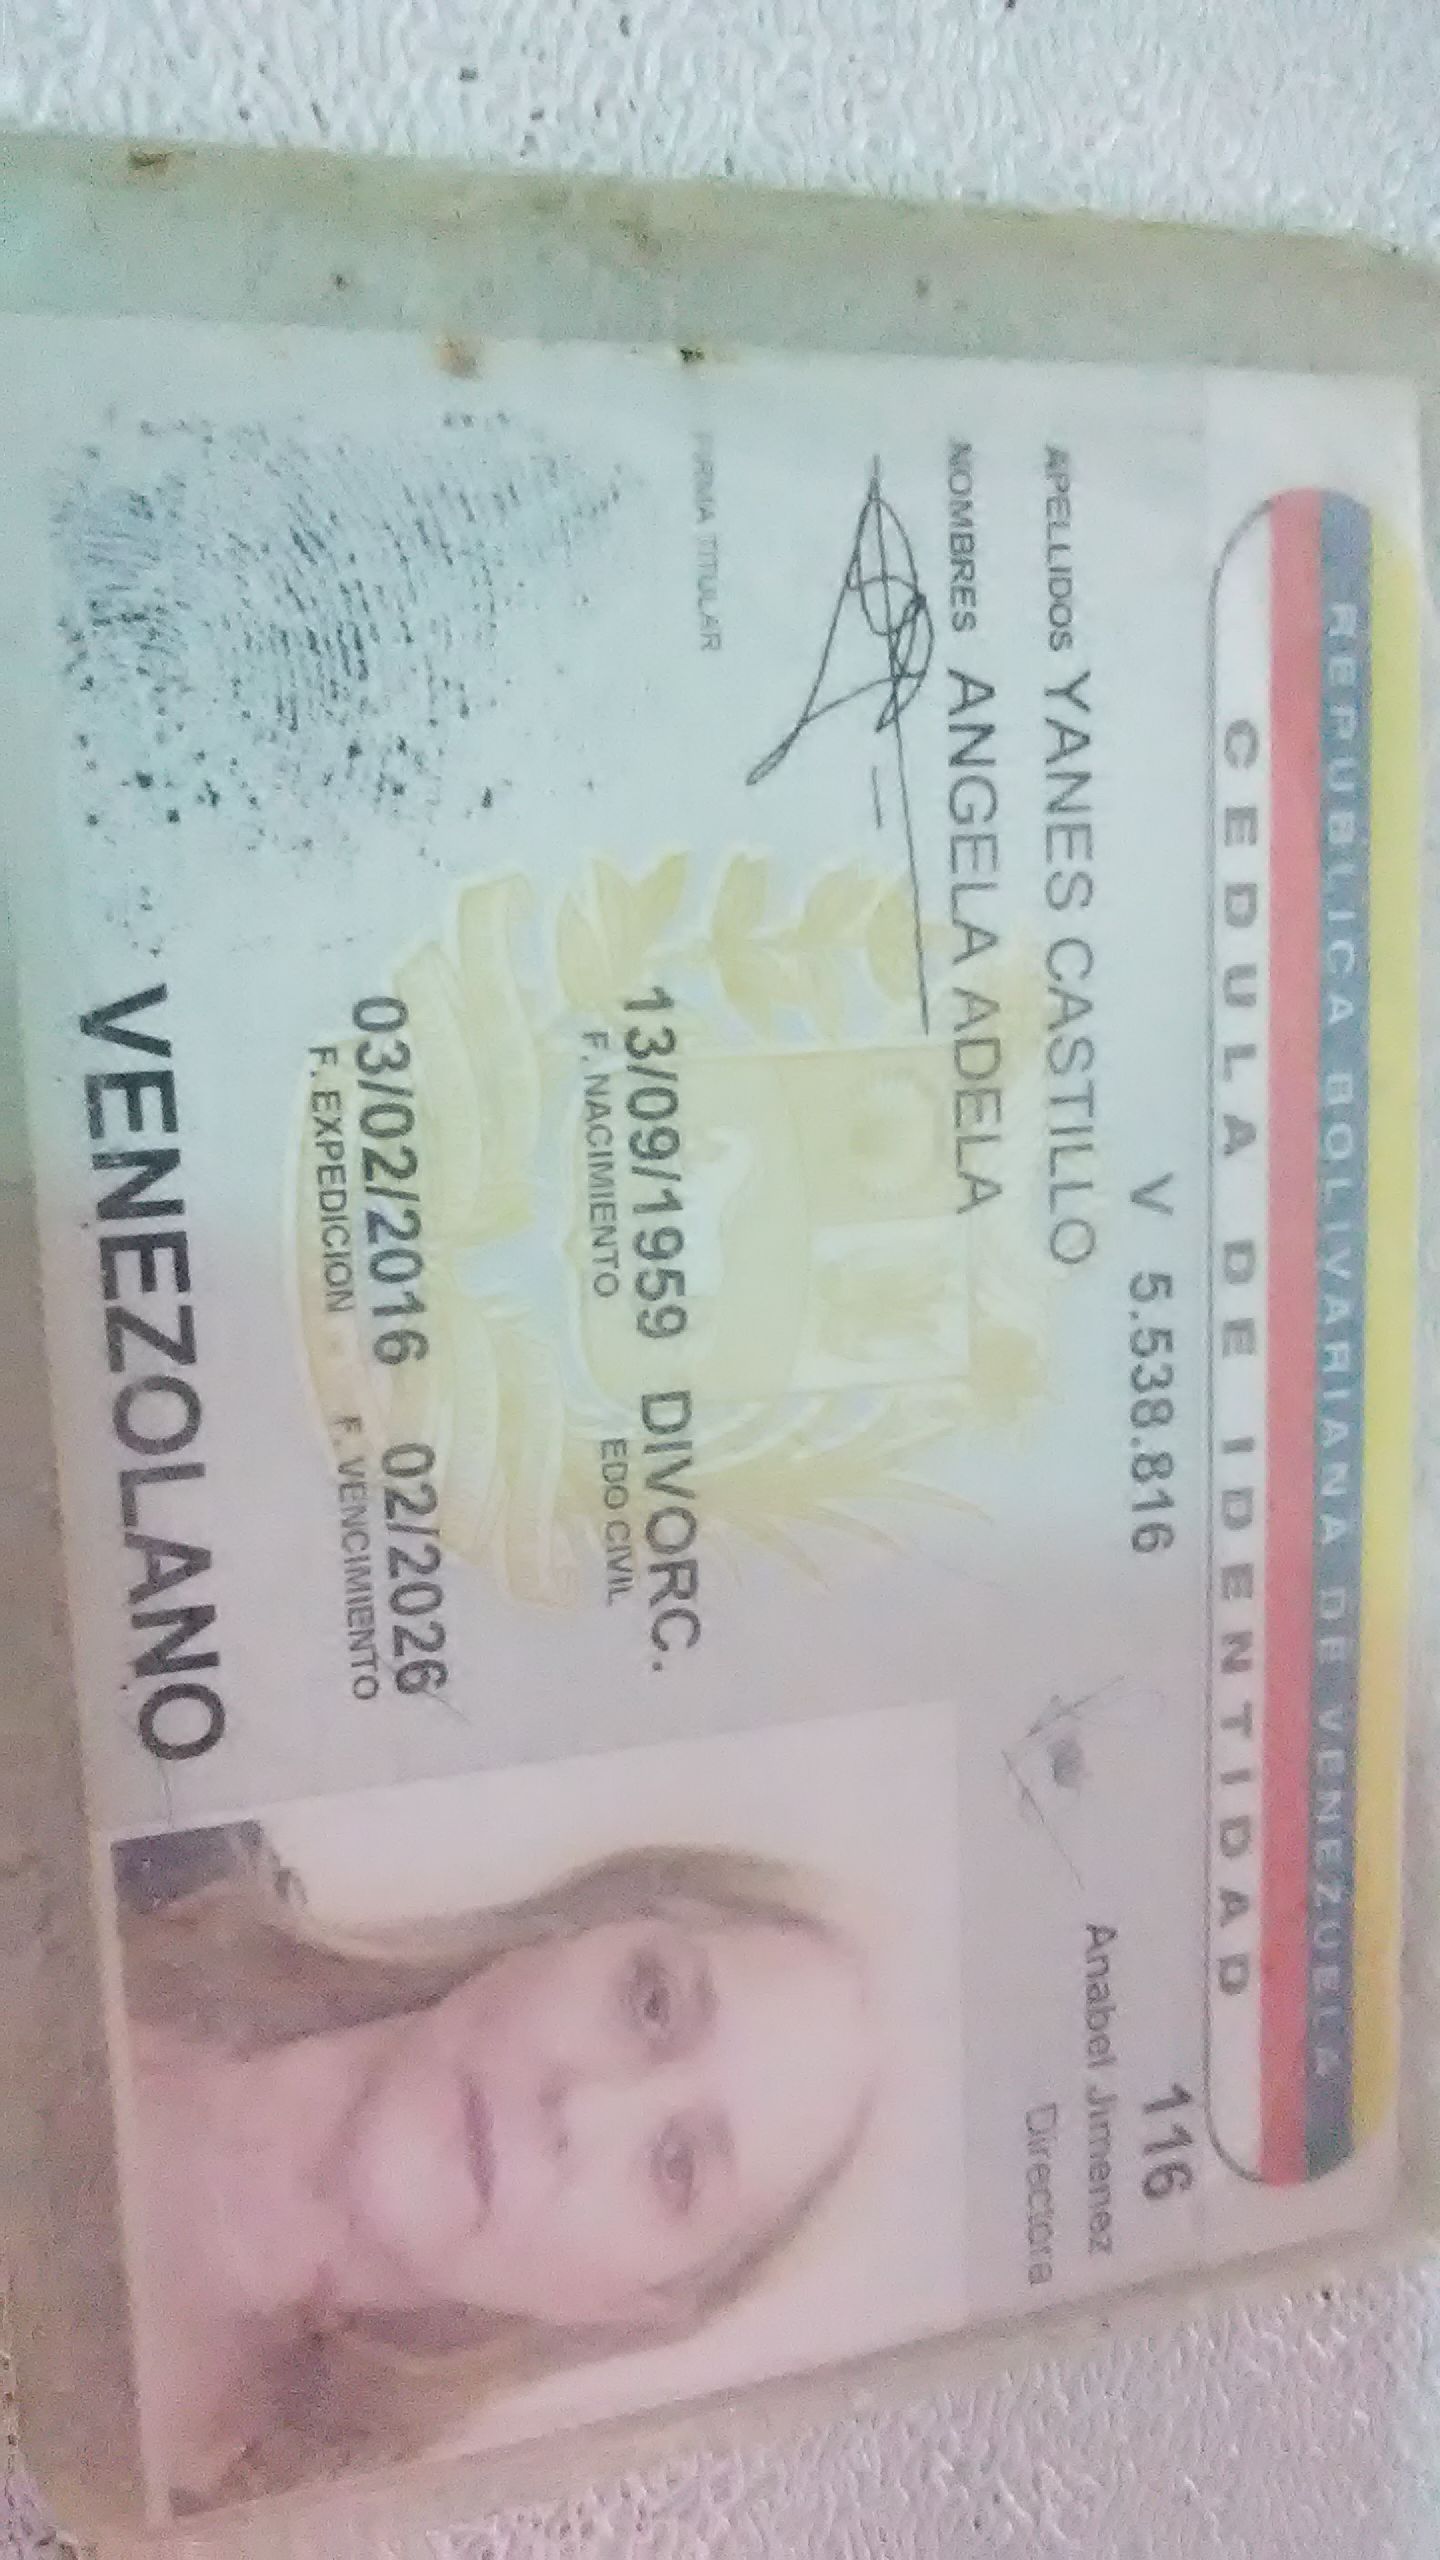 REPUBLICA BOLIVARIANA DE VENEZUELA
CEDULA DE IDENTIDAD
V 5.538.816
116
Anabel Jimenez
Directora
APELLIDOS YANES CASTILLO
NOMBRES ANGELA ADELA
FIRMA TITULAR
13/09/1959 DIVORC.
F. NACIMIENTO EDO CIVIL
03/02/2016 02/2026
F. EXPEDICION F. VENCIMIENTO
VENEZOLANO